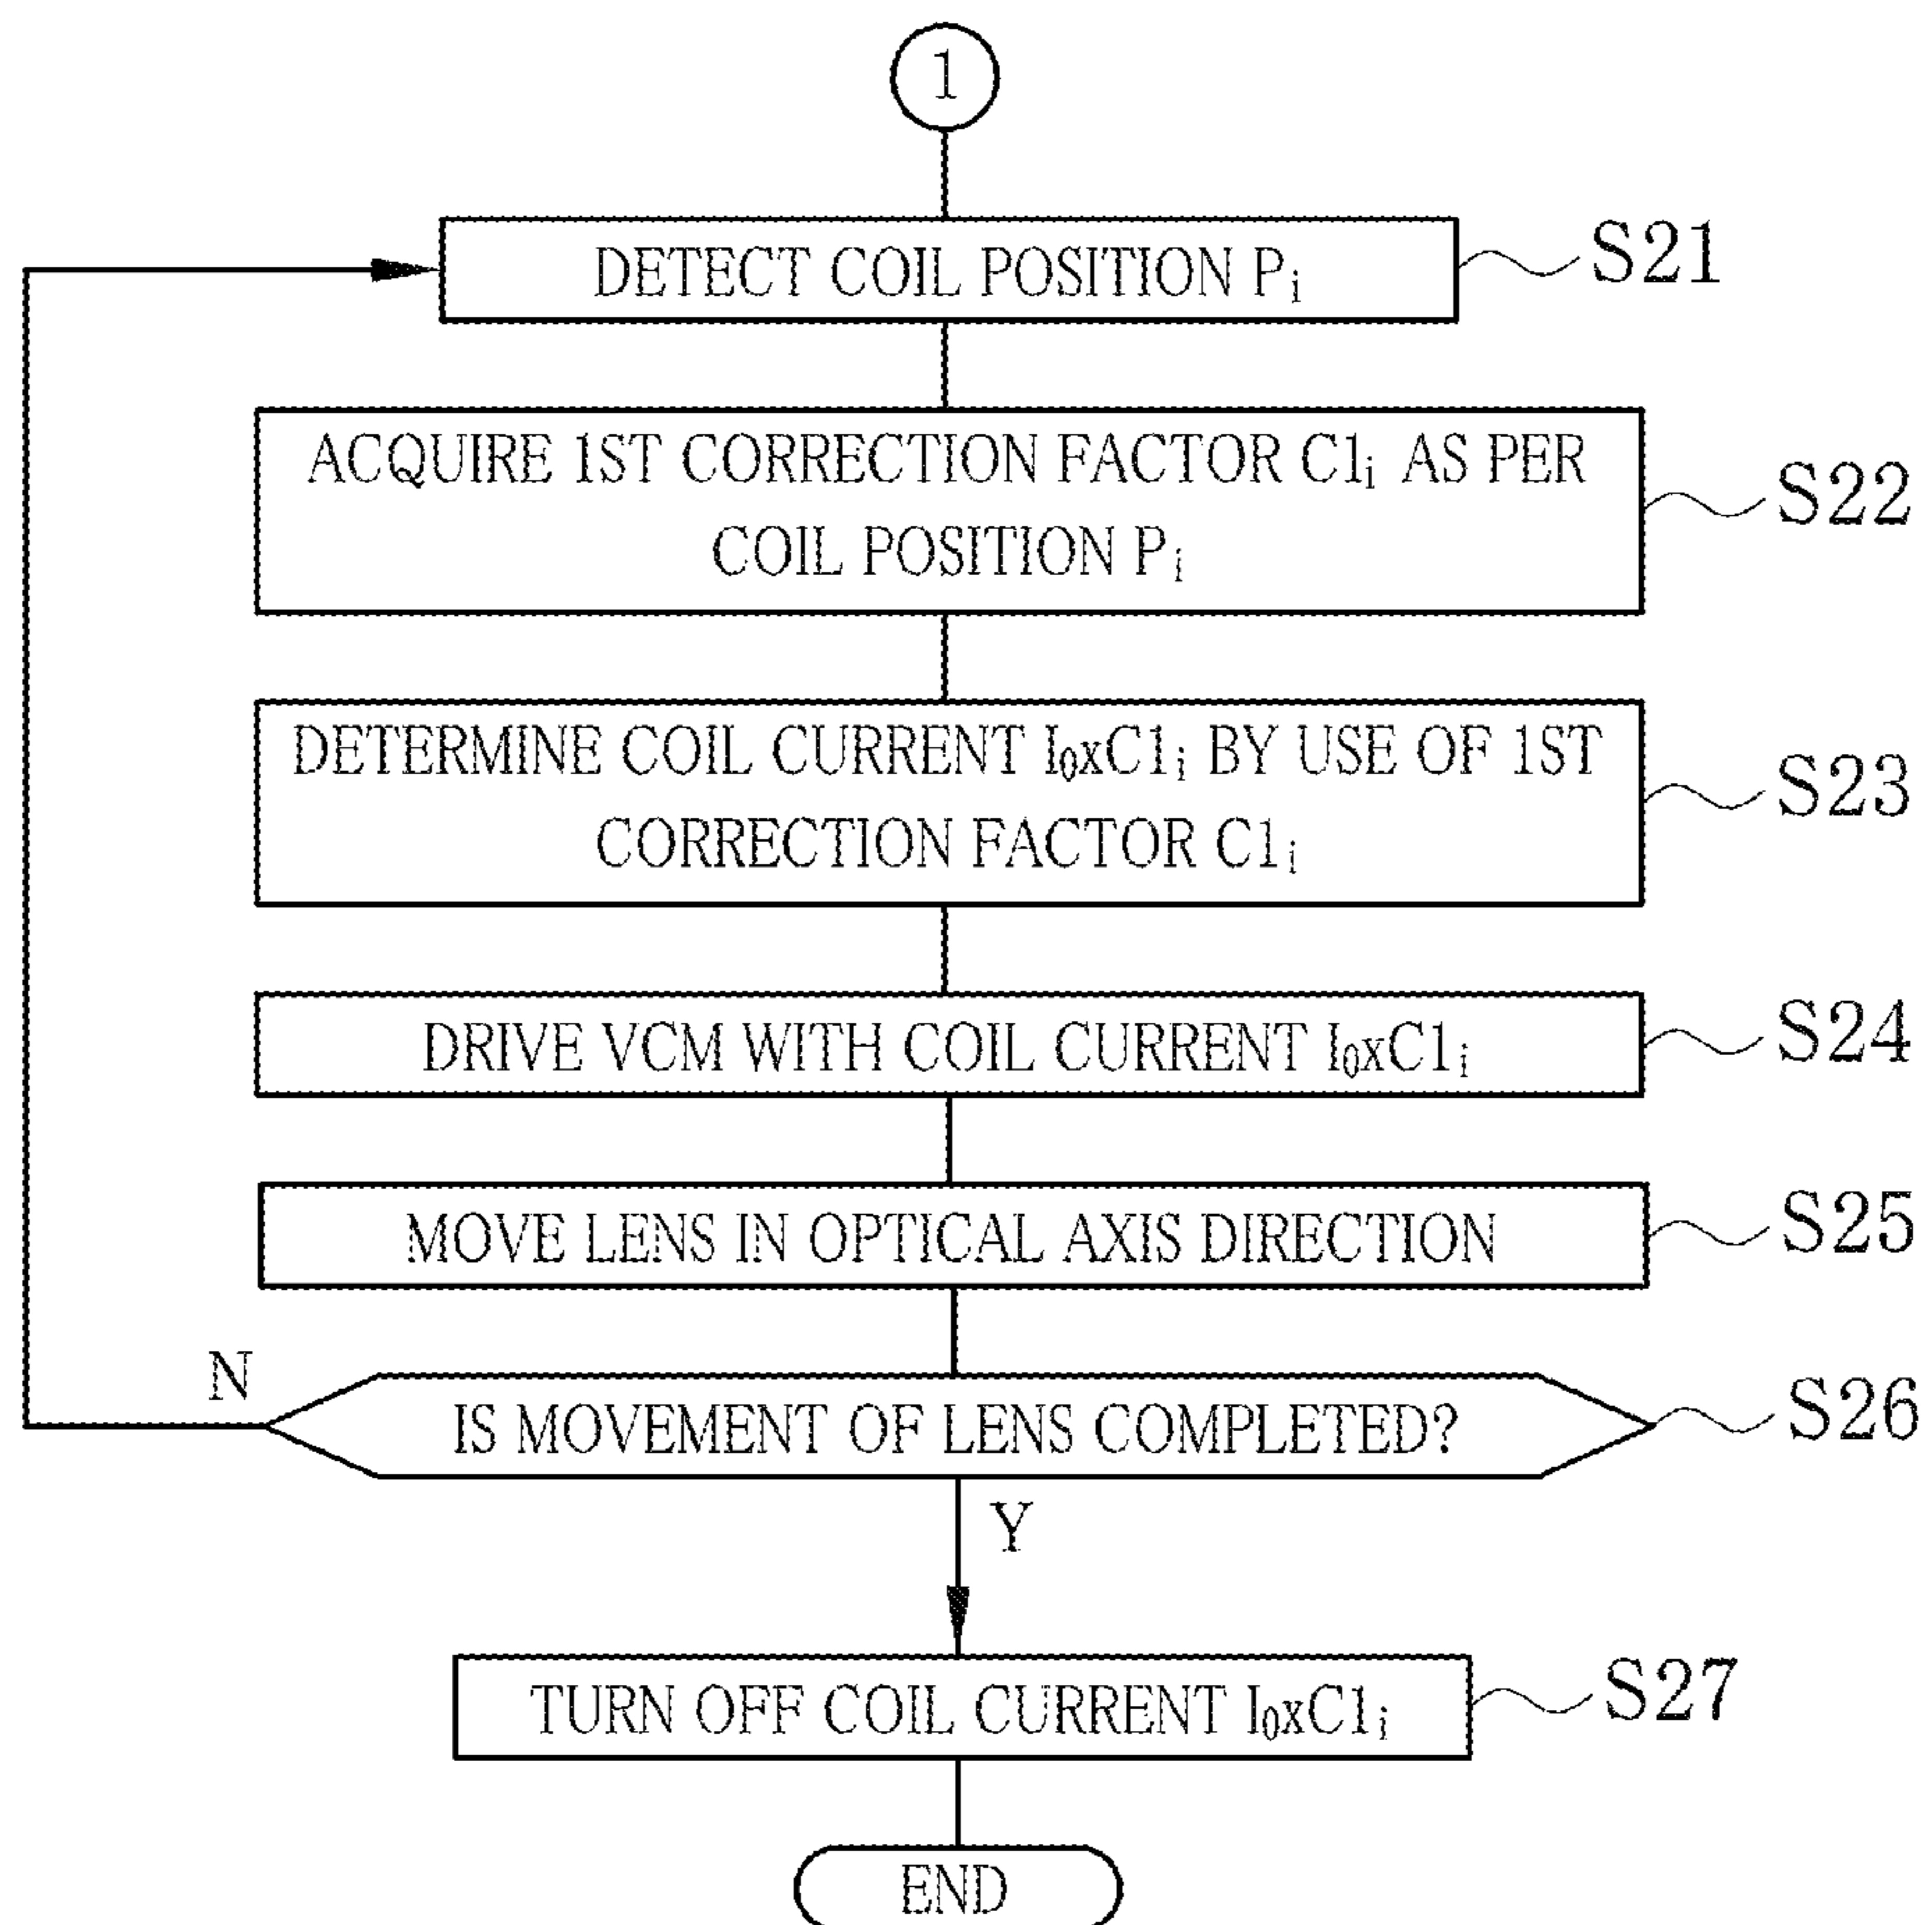 1
DETECT COIL POSITION Pi
S21
ACQUIRE 1ST CORRECTION FACTOR C1i AS PER
COIL POSITION Pi
S22
DETERMINE COIL CURRENT I0xC1i BY USE OF 1ST
CORRECTION FACTOR C1i
S23
DRIVE VCM WITH COIL CURRENT I0xC1i
S24
MOVE LENS IN OPTICAL AXIS DIRECTION
S25
N
IS MOVEMENT OF LENS COMPLETED?
S26
Y
TURN OFF COIL CURRENT I0xC1i
S27
END